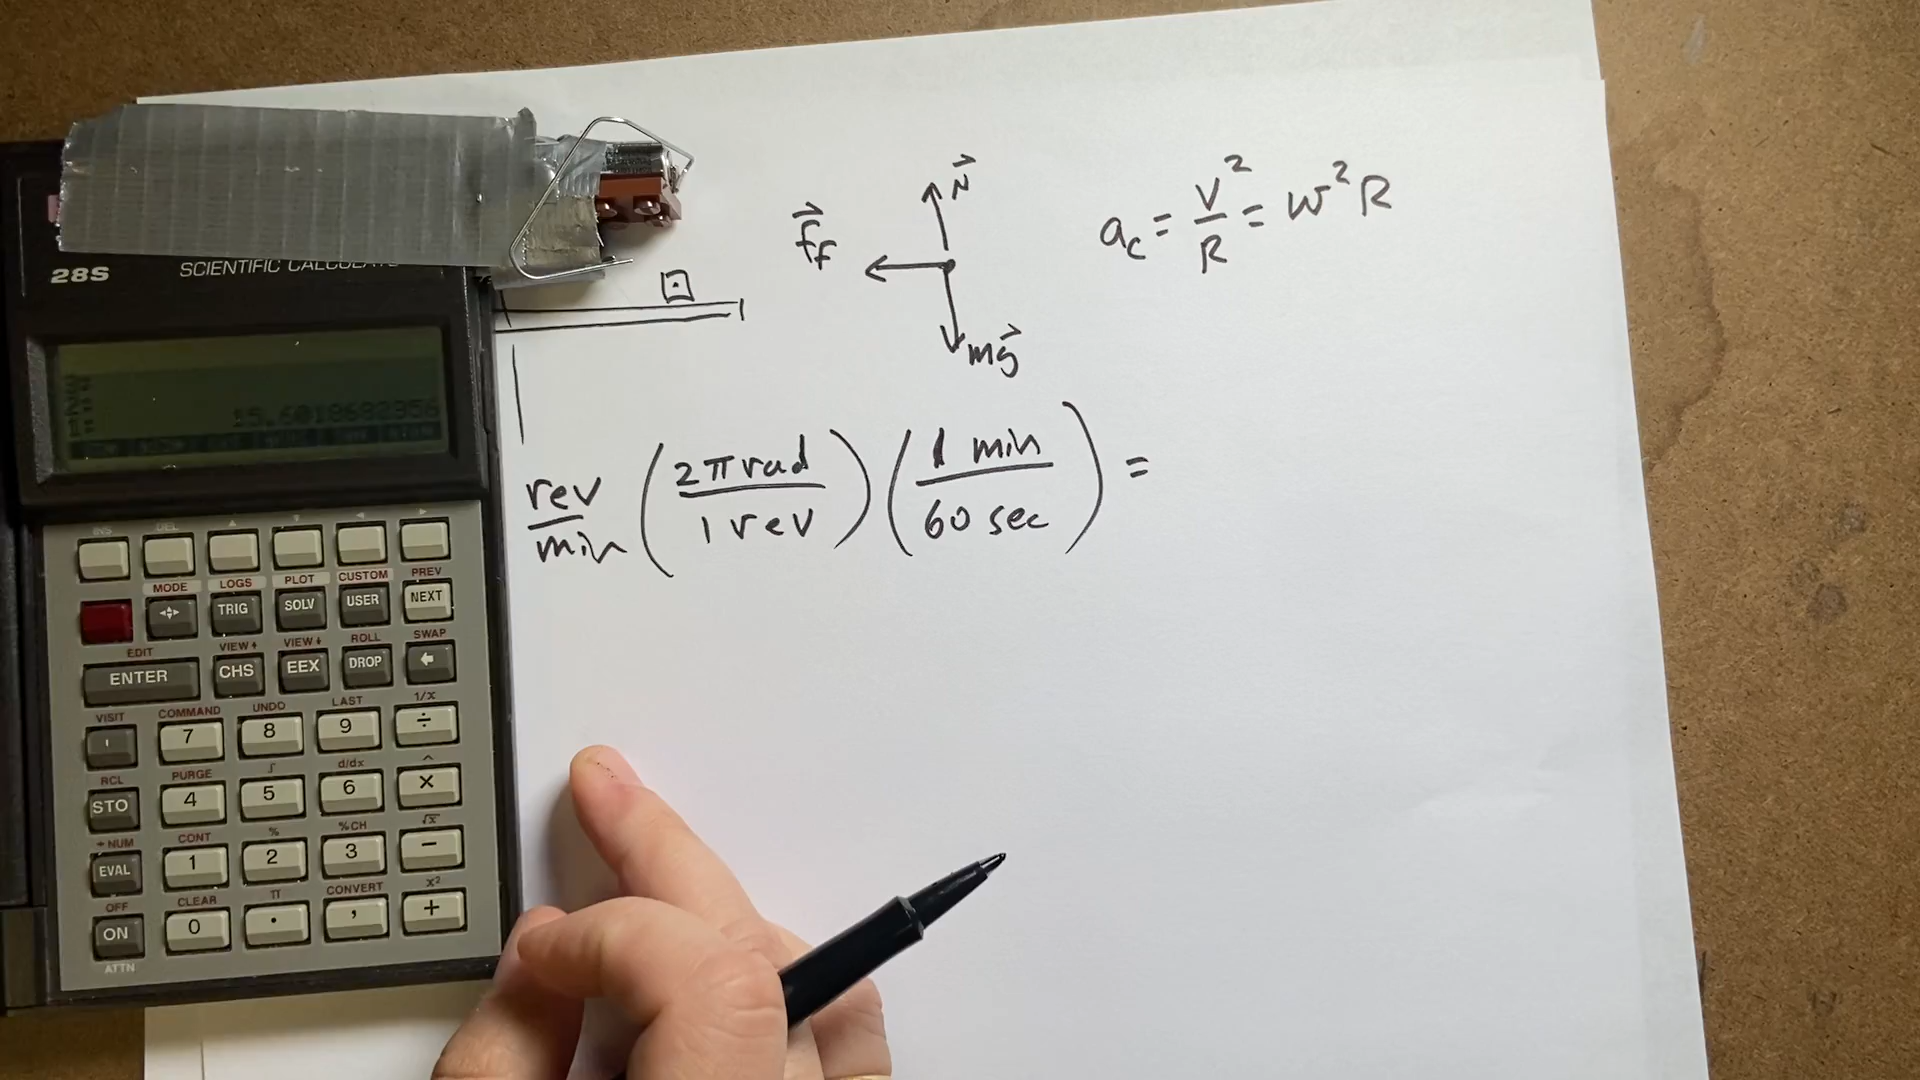 28S SCIENTIFIC CALCULAT
15.6018682356
N⃗
f⃗f
mg⃗
a_c = v²/R = w²R
rev/min (2π rad / 1 rev) (1 min / 60 sec) =
INS DEL ▲ ▼ ◄ ►
MODE LOGS PLOT CUSTOM PREV
TRIG SOLV USER NEXT
EDIT VIEW↑ VIEW↓ ROLL SWAP
ENTER CHS EEX DROP ←
VISIT COMMAND UNDO LAST 1/x
' 7 8 9 ÷
RCL PURGE ∫ d/dx ^
STO 4 5 6 ×
→NUM CONT % %CH √x
EVAL 1 2 3 −
OFF CLEAR π CONVERT x²
ON 0 . , +
ATTN